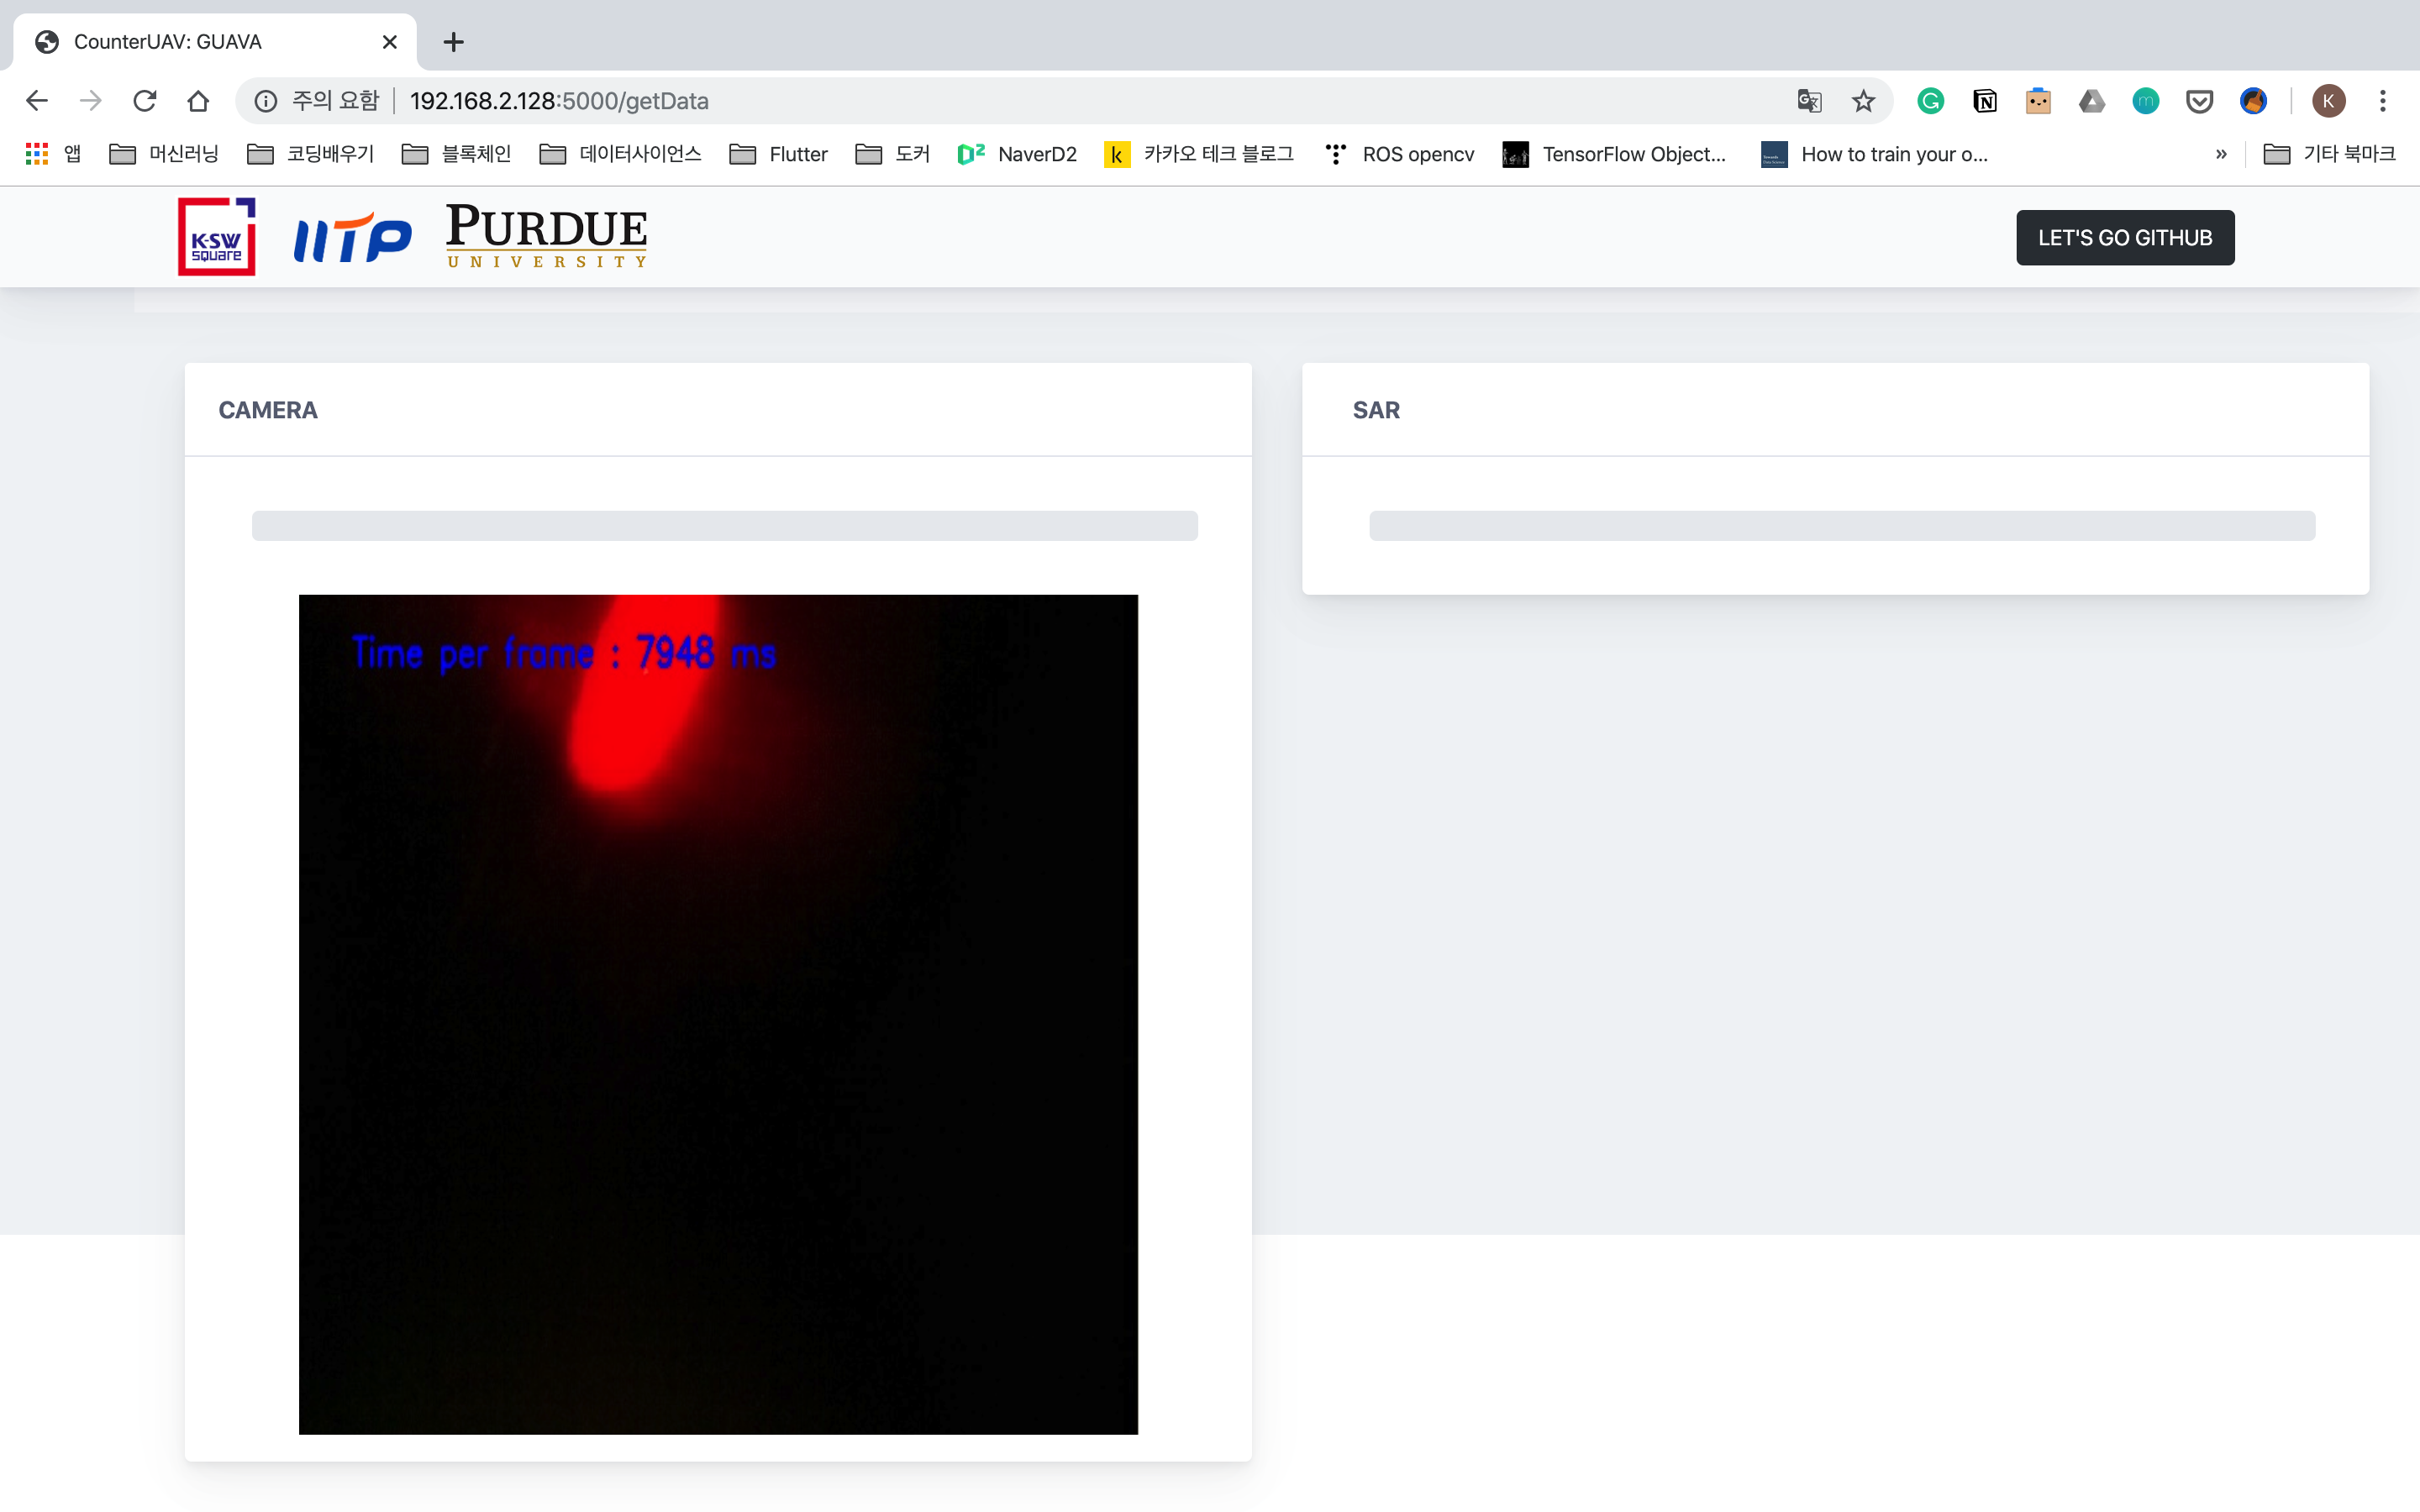 CounterUAV: GUAVA
주의 요함 192.168.2.128:5000/getData
K
앱 머신러닝 코딩배우기 블록체인 데이터사이언스 Flutter 도커 NaverD2 카카오 테크 블로그 ROS opencv TensorFlow Object... How to train your o... » 기타 북마크
K-SW square IITP PURDUE UNIVERSITY LET'S GO GITHUB
CAMERA
SAR
Time per frame : 7948 ms